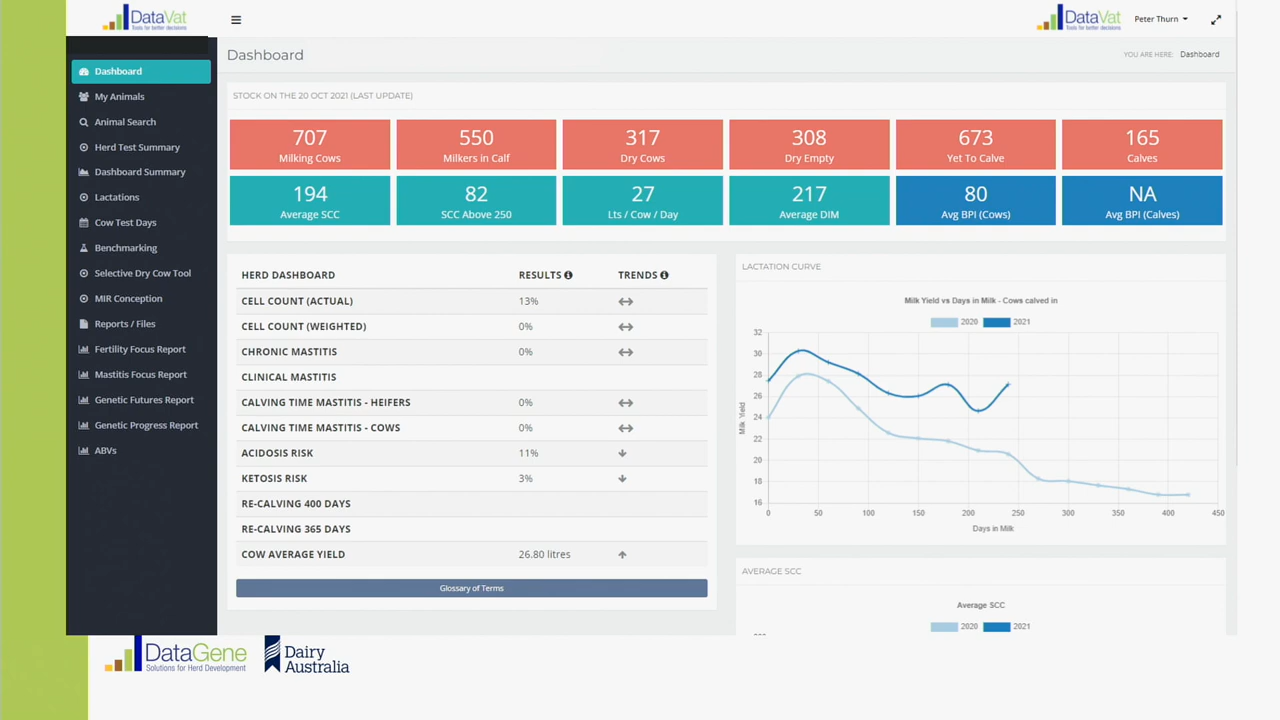 DataVat
Tools for better decisions
DataVat
Tools for better decisions
Peter Thurn
Dashboard
My Animals
Animal Search
Herd Test Summary
Dashboard Summary
Lactations
Cow Test Days
Benchmarking
Selective Dry Cow Tool
MIR Conception
Reports / Files
Fertility Focus Report
Mastitis Focus Report
Genetic Futures Report
Genetic Progress Report
ABVs
Dashboard
YOU ARE HERE: Dashboard
STOCK ON THE 20 OCT 2021 (LAST UPDATE)
707
Milking Cows
550
Milkers in Calf
317
Dry Cows
308
Dry Empty
673
Yet To Calve
165
Calves
194
Average SCC
82
SCC Above 250
27
Lts / Cow / Day
217
Average DIM
80
Avg BPI (Cows)
NA
Avg BPI (Calves)
HERD DASHBOARD RESULTS TRENDS
CELL COUNT (ACTUAL) 13%
CELL COUNT (WEIGHTED) 0%
CHRONIC MASTITIS 0%
CLINICAL MASTITIS
CALVING TIME MASTITIS - HEIFERS 0%
CALVING TIME MASTITIS - COWS 0%
ACIDOSIS RISK 11%
KETOSIS RISK 3%
RE-CALVING 400 DAYS
RE-CALVING 365 DAYS
COW AVERAGE YIELD 26.80 litres
Glossary of Terms
LACTATION CURVE
Milk Yield vs Days in Milk - Cows calved in
2020 2021
32
30
28
26
24
22
20
18
16
Milk Yield
0 50 100 150 200 250 300 350 400 450
Days in Milk
AVERAGE SCC
Average SCC
2020 2021
DataGene
Solutions for Herd Development
Dairy
Australia